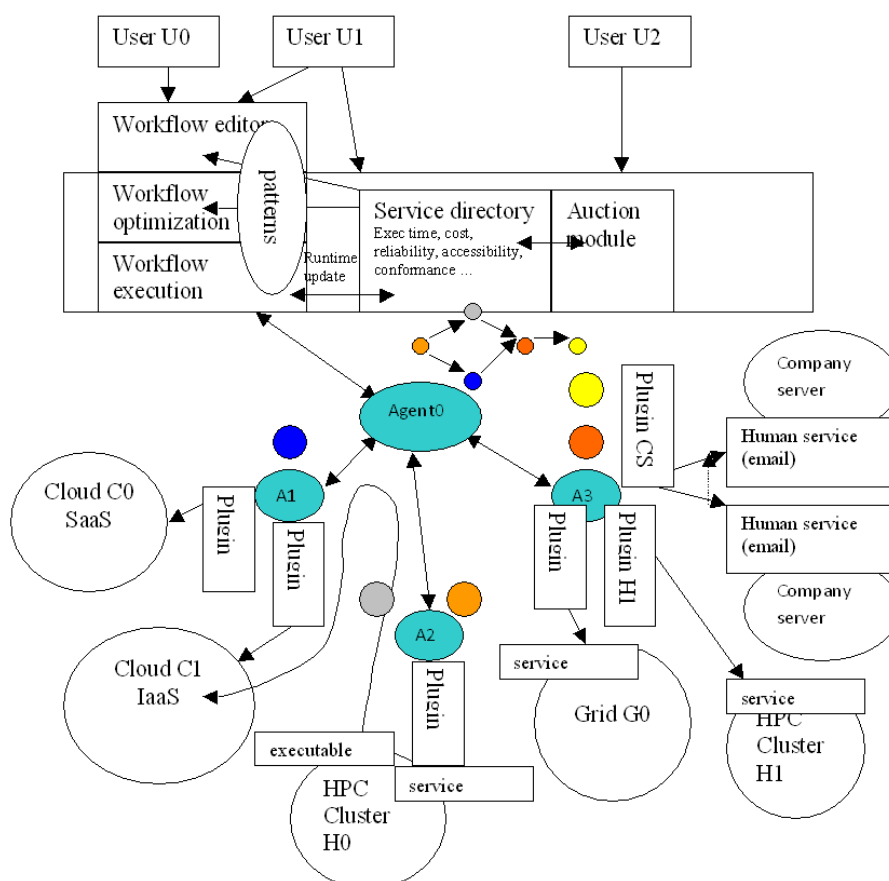 User U0
User U1
User U2
Workflow editor
patterns
Workflow
optimization
Workflow
execution
Runtime
update
Service directory
Exec time, cost,
reliability, accessibility,
conformance ...
Auction
module
Agent0
Company
server
Plugin CS
Human service
(email)
Human service
(email)
Company
server
Cloud C0
SaaS
A1
Plugin
Plugin
A3
Plugin
Plugin H1
A2
Plugin
Cloud C1
IaaS
service
Grid G0
service
HPC
Cluster
H1
executable
service
HPC
Cluster
H0